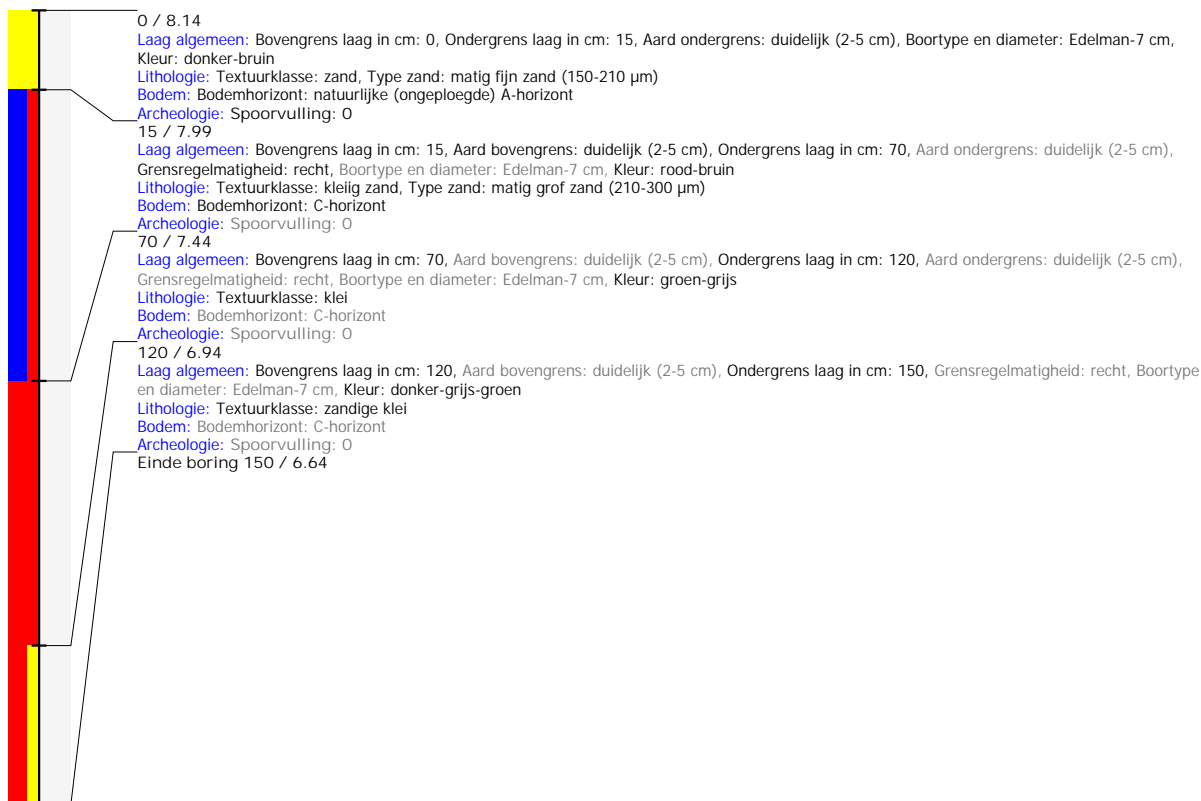 0 / 8.14
Laag algemeen: Bovengrens laag in cm: 0, Ondergrens laag in cm: 15, Aard ondergrens: duidelijk (2-5 cm), Boortype en diameter: Edelman-7 cm,
Kleur: donker-bruin
Lithologie: Textuurklasse: zand, Type zand: matig fijn zand (150-210 µm)
Bodem: Bodemhorizont: natuurlijke (ongeploegde) A-horizont
Archeologie: Spoorvulling: 0
15 / 7.99
Laag algemeen: Bovengrens laag in cm: 15, Aard bovengrens: duidelijk (2-5 cm), Ondergrens laag in cm: 70, Aard ondergrens: duidelijk (2-5 cm),
Grensregelmatigheid: recht, Boortype en diameter: Edelman-7 cm, Kleur: rood-bruin
Lithologie: Textuurklasse: kleiig zand, Type zand: matig grof zand (210-300 µm)
Bodem: Bodemhorizont: C-horizont
Archeologie: Spoorvulling: 0
70 / 7.44
Laag algemeen: Bovengrens laag in cm: 70, Aard bovengrens: duidelijk (2-5 cm), Ondergrens laag in cm: 120, Aard ondergrens: duidelijk (2-5 cm),
Grensregelmatigheid: recht, Boortype en diameter: Edelman-7 cm, Kleur: groen-grijs
Lithologie: Textuurklasse: klei
Bodem: Bodemhorizont: C-horizont
Archeologie: Spoorvulling: 0
120 / 6.94
Laag algemeen: Bovengrens laag in cm: 120, Aard bovengrens: duidelijk (2-5 cm), Ondergrens laag in cm: 150, Grensregelmatigheid: recht, Boortype
en diameter: Edelman-7 cm, Kleur: donker-grijs-groen
Lithologie: Textuurklasse: zandige klei
Bodem: Bodemhorizont: C-horizont
Archeologie: Spoorvulling: 0
Einde boring 150 / 6.64